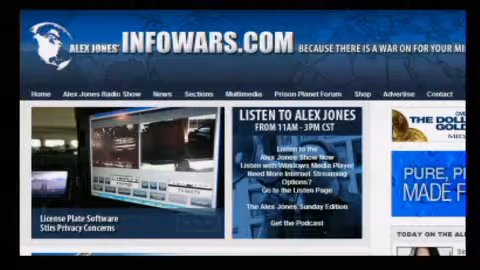 ALEX JONES' INFOWARS.COM BECAUSE THERE IS A WAR ON FOR YOUR MI
Home Alex Jones Radio Show News Sections Multimedia Prison Planet Forum Shop Advertise Contact
License Plate Software
Stirs Privacy Concerns
LISTEN TO ALEX JONES
FROM 11AM - 3PM CST
Listen to the
Alex Jones Show Now
Listen with Windows Media Player
Need More Internet Streaming
Options?
Go to the Listen Page
The Alex Jones Sunday Edition
Get the Podcast
THE DOLL
GOLD
PURE, P
MADE F
TODAY ON THE AL